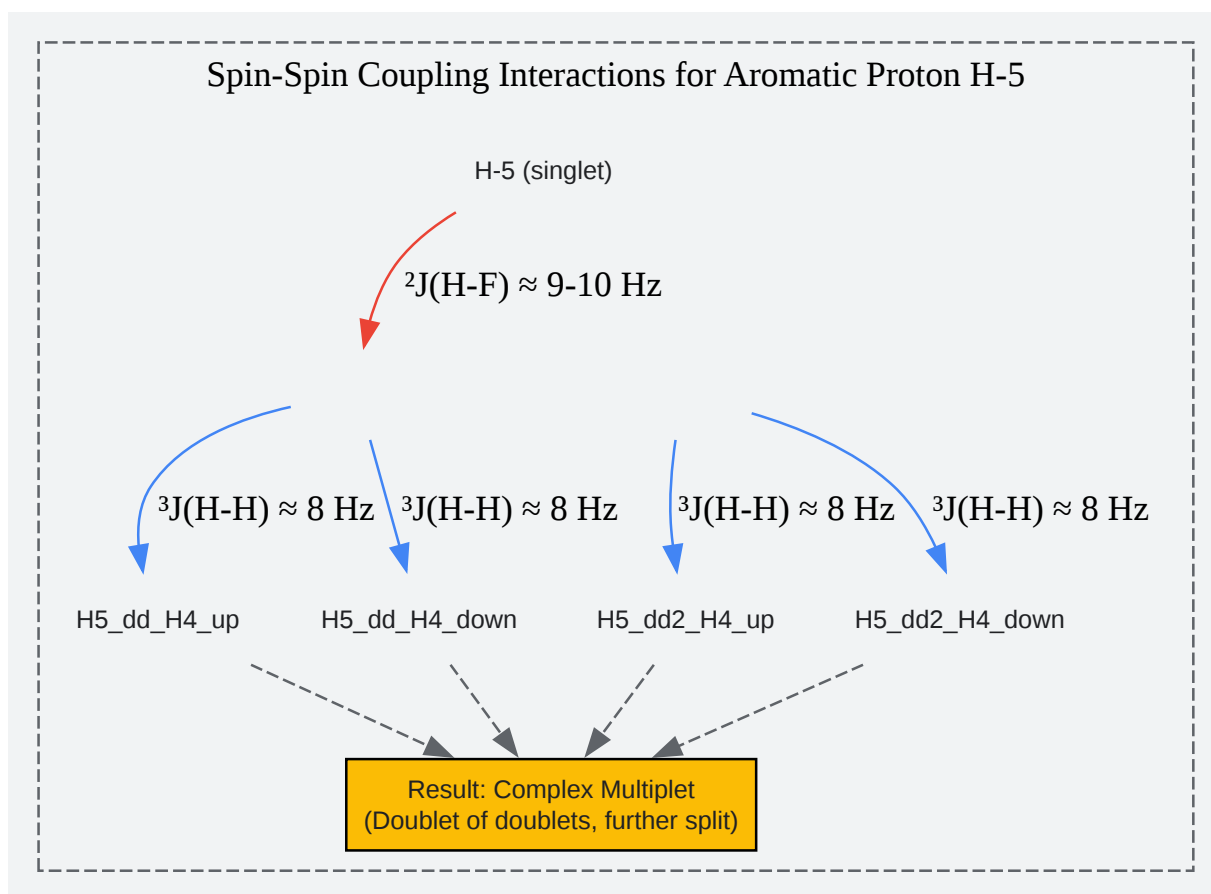 Spin-Spin Coupling Interactions for Aromatic Proton H-5
H-5 (singlet)
²J(H-F) ≈ 9-10 Hz
³J(H-H) ≈ 8 Hz
³J(H-H) ≈ 8 Hz
³J(H-H) ≈ 8 Hz
³J(H-H) ≈ 8 Hz
H5_dd_H4_up
H5_dd_H4_down
H5_dd2_H4_up
H5_dd2_H4_down
Result: Complex Multiplet
(Doublet of doublets, further split)